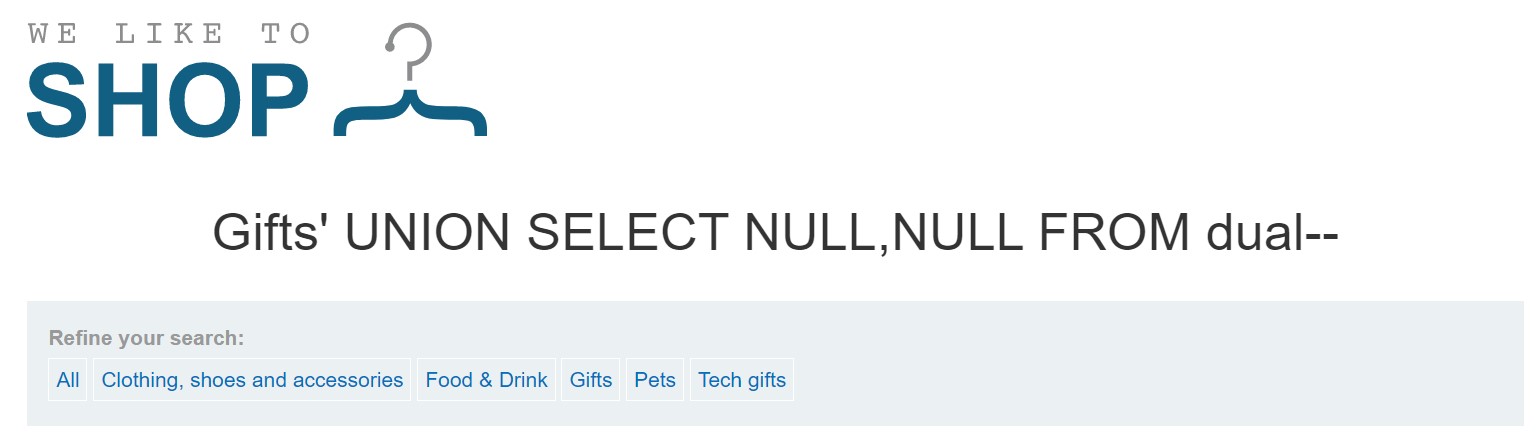 WE LIKE TO
SHOP
Gifts' UNION SELECT NULL,NULL FROM dual--
Refine your search:
All Clothing, shoes and accessories Food & Drink Gifts Pets Tech gifts